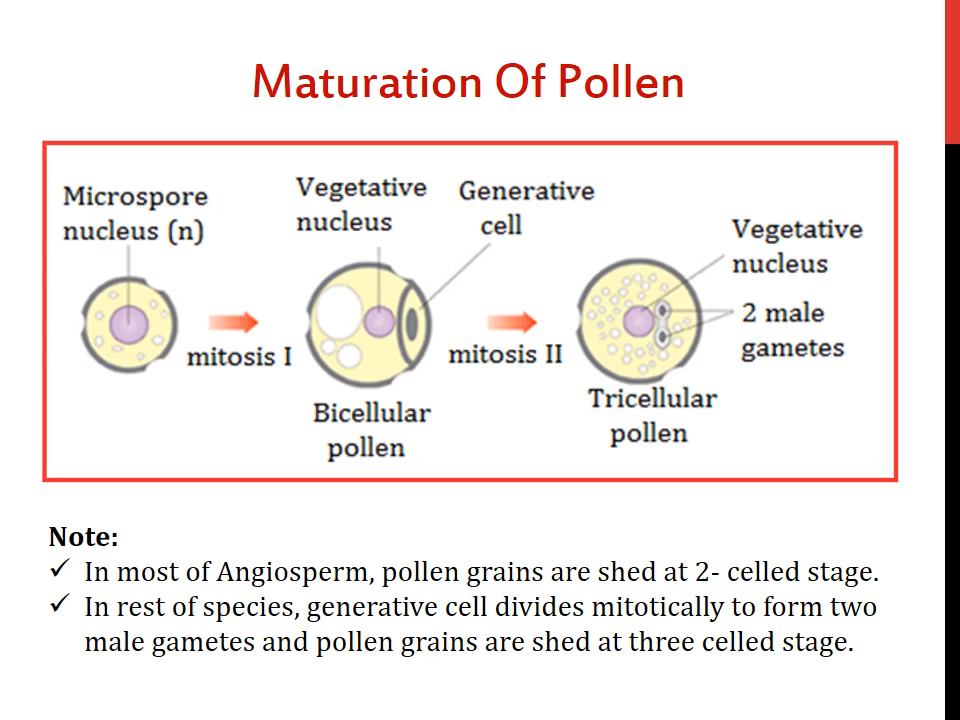 Maturation Of Pollen
Microspore
nucleus (n)
Vegetative
nucleus
Generative
cell
Vegetative
nucleus
2 male
gametes
mitosis I
mitosis II
Bicellular
pollen
Tricellular
pollen
Note:
✓ In most of Angiosperm, pollen grains are shed at 2- celled stage.
✓ In rest of species, generative cell divides mitotically to form two
male gametes and pollen grains are shed at three celled stage.